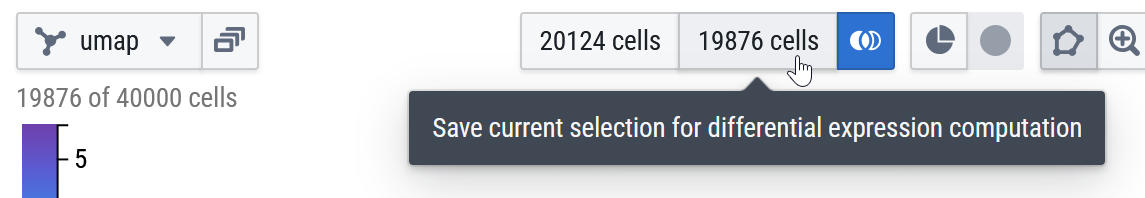 umap
20124 cells
19876 cells
19876 of 40000 cells
Save current selection for differential expression computation
5